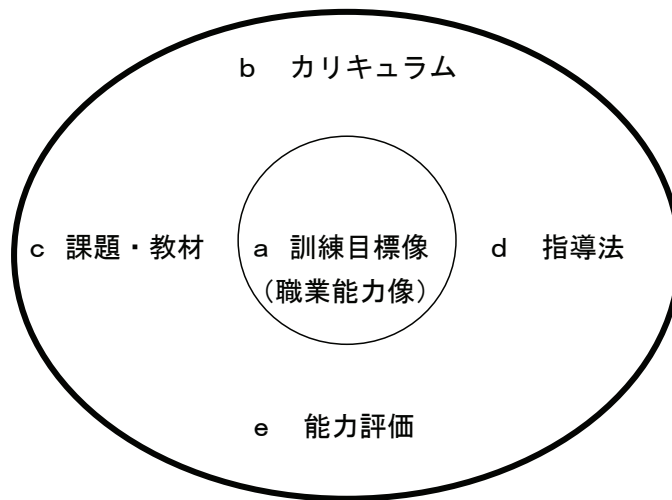 b カリキュラム
c 課題・教材
a 訓練目標像
(職業能力像)
d 指導法
e 能力評価